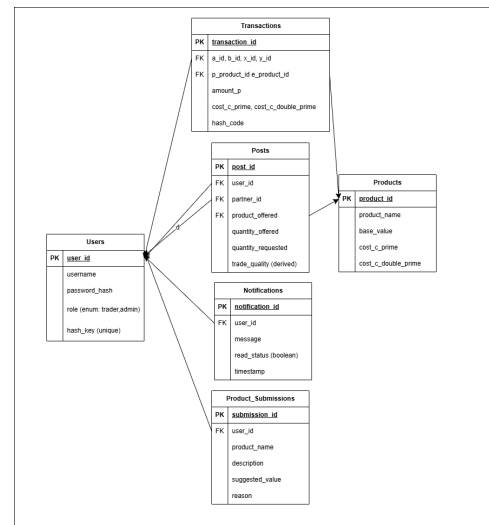 Transactions
PK transaction_id
FK a_id, b_id, x_id, y_id
FK p_product_id e_product_id
amount_p
cost_c_prime, cost_c_double_prime
hash_code
Posts
PK post_id
FK user_id
FK partner_id
FK product_offered
quantity_offered
quantity_requested
trade_quality (derived)
Products
PK product_id
product_name
base_value
cost_c_prime
cost_c_double_prime
d
Users
PK user_id
username
password_hash
role (enum: trader,admin)
hash_key (unique)
Notifications
PK notification_id
FK user_id
message
read_status (boolean)
timestamp
Product_Submissions
PK submission_id
FK user_id
product_name
description
suggested_value
reason